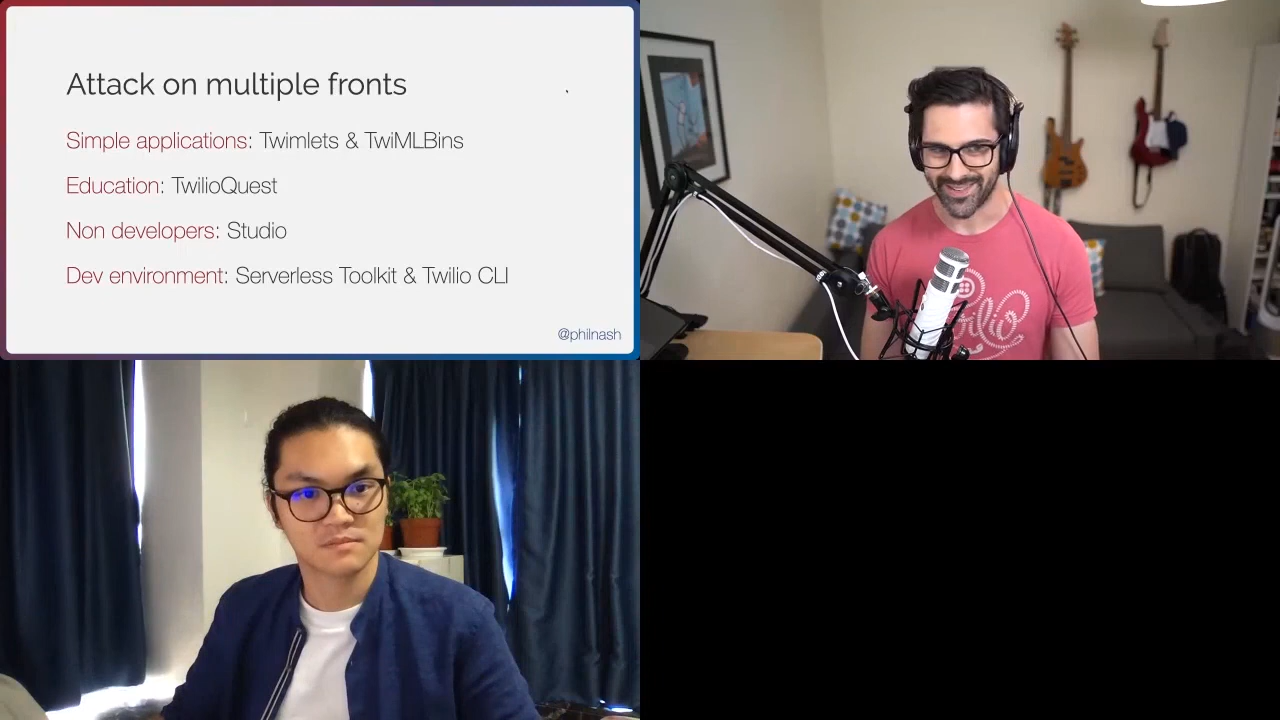 Attack on multiple fronts
Simple applications: Twimlets & TwiMLBins
Education: TwilioQuest
Non developers: Studio
Dev environment: Serverless Toolkit & Twilio CLI
@philnash